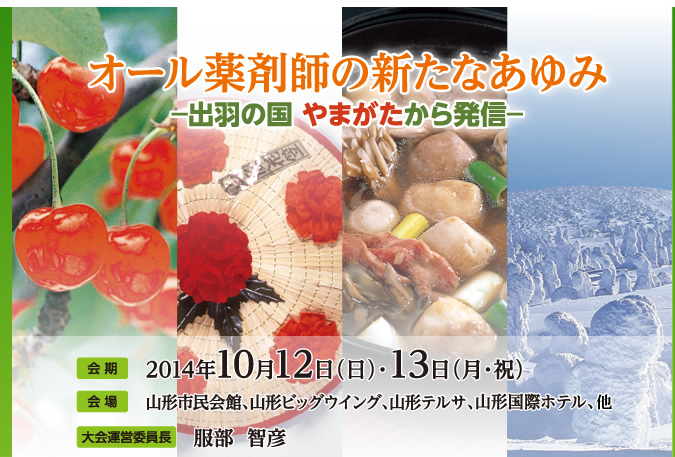 オール薬剤師の新たなあゆみ
−出羽の国 やまがたから発信−
会期 2014年10月12日(日)・13日(月・祝)
会場 山形市民会館、山形ビッグウイング、山形テルサ、山形国際ホテル、他
大会運営委員長 服部 智彦